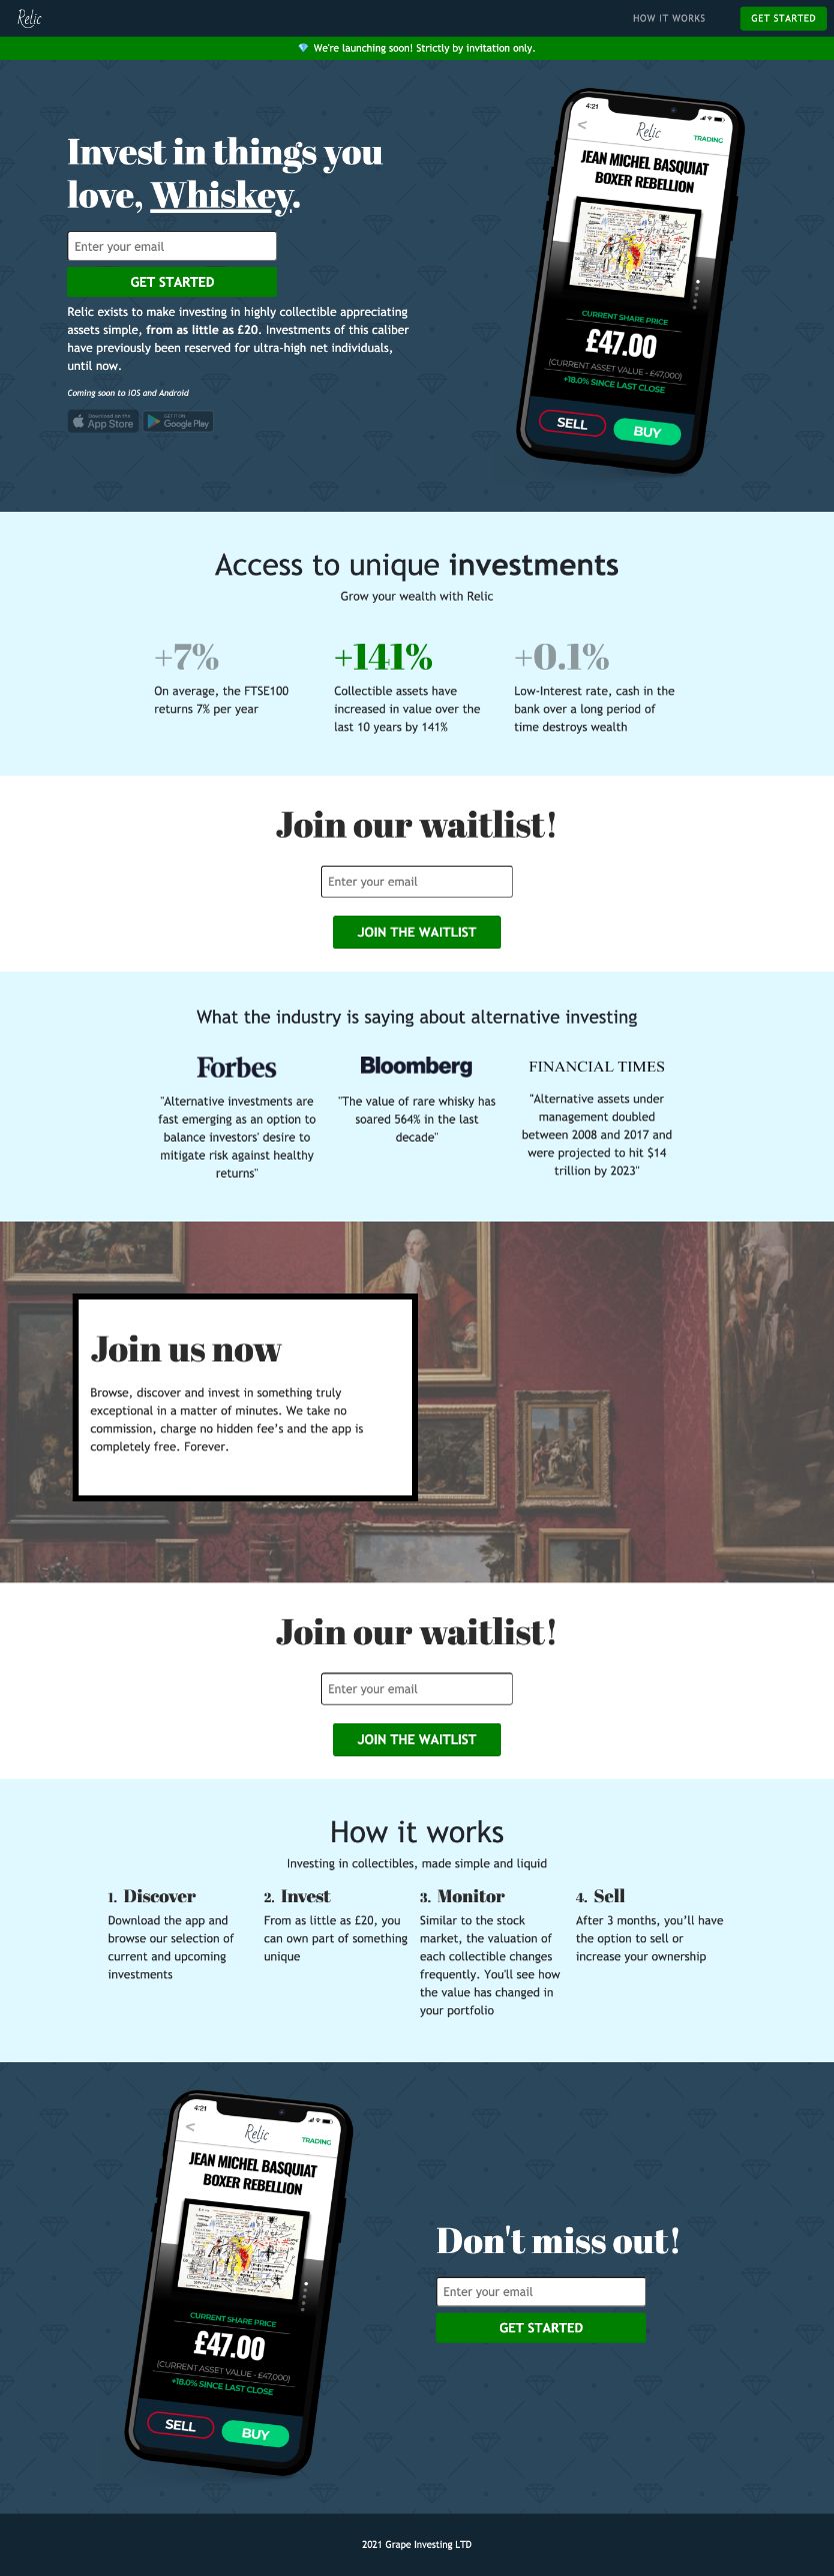 Relic
HOW IT WORKS
GET STARTED
We're launching soon! Strictly by invitation only.
Invest in things you
love, Whiskey.
Enter your email
GET STARTED
Relic exists to make investing in highly collectible appreciating
assets simple, from as little as £20. Investments of this caliber
have previously been reserved for ultra-high net individuals,
until now.
Coming soon to iOS and Android
Download on the
App Store
GET IT ON
Google Play
4:21
<
Relic
TRADING
JEAN MICHEL BASQUIAT
BOXER REBELLION
CURRENT SHARE PRICE
£47.00
(CURRENT ASSET VALUE - £47,000)
+18.0% SINCE LAST CLOSE
SELL
BUY
Access to unique investments
Grow your wealth with Relic
+7%
On average, the FTSE100
returns 7% per year
+141%
Collectible assets have
increased in value over the
last 10 years by 141%
+0.1%
Low-Interest rate, cash in the
bank over a long period of
time destroys wealth
Join our waitlist!
Enter your email
JOIN THE WAITLIST
What the industry is saying about alternative investing
Forbes
"Alternative investments are
fast emerging as an option to
balance investors' desire to
mitigate risk against healthy
returns"
Bloomberg
"The value of rare whisky has
soared 564% in the last
decade"
FINANCIAL TIMES
"Alternative assets under
management doubled
between 2008 and 2017 and
were projected to hit $14
trillion by 2023"
Join us now
Browse, discover and invest in something truly
exceptional in a matter of minutes. We take no
commission, charge no hidden fee's and the app is
completely free. Forever.
Join our waitlist!
Enter your email
JOIN THE WAITLIST
How it works
Investing in collectibles, made simple and liquid
1. Discover
Download the app and
browse our selection of
current and upcoming
investments
2. Invest
From as little as £20, you
can own part of something
unique
3. Monitor
Similar to the stock
market, the valuation of
each collectible changes
frequently. You'll see how
the value has changed in
your portfolio
4. Sell
After 3 months, you'll have
the option to sell or
increase your ownership
4:21
<
Relic
TRADING
JEAN MICHEL BASQUIAT
BOXER REBELLION
CURRENT SHARE PRICE
£47.00
(CURRENT ASSET VALUE - £47,000)
+18.0% SINCE LAST CLOSE
SELL
BUY
Don't miss out!
Enter your email
GET STARTED
2021 Grape Investing LTD